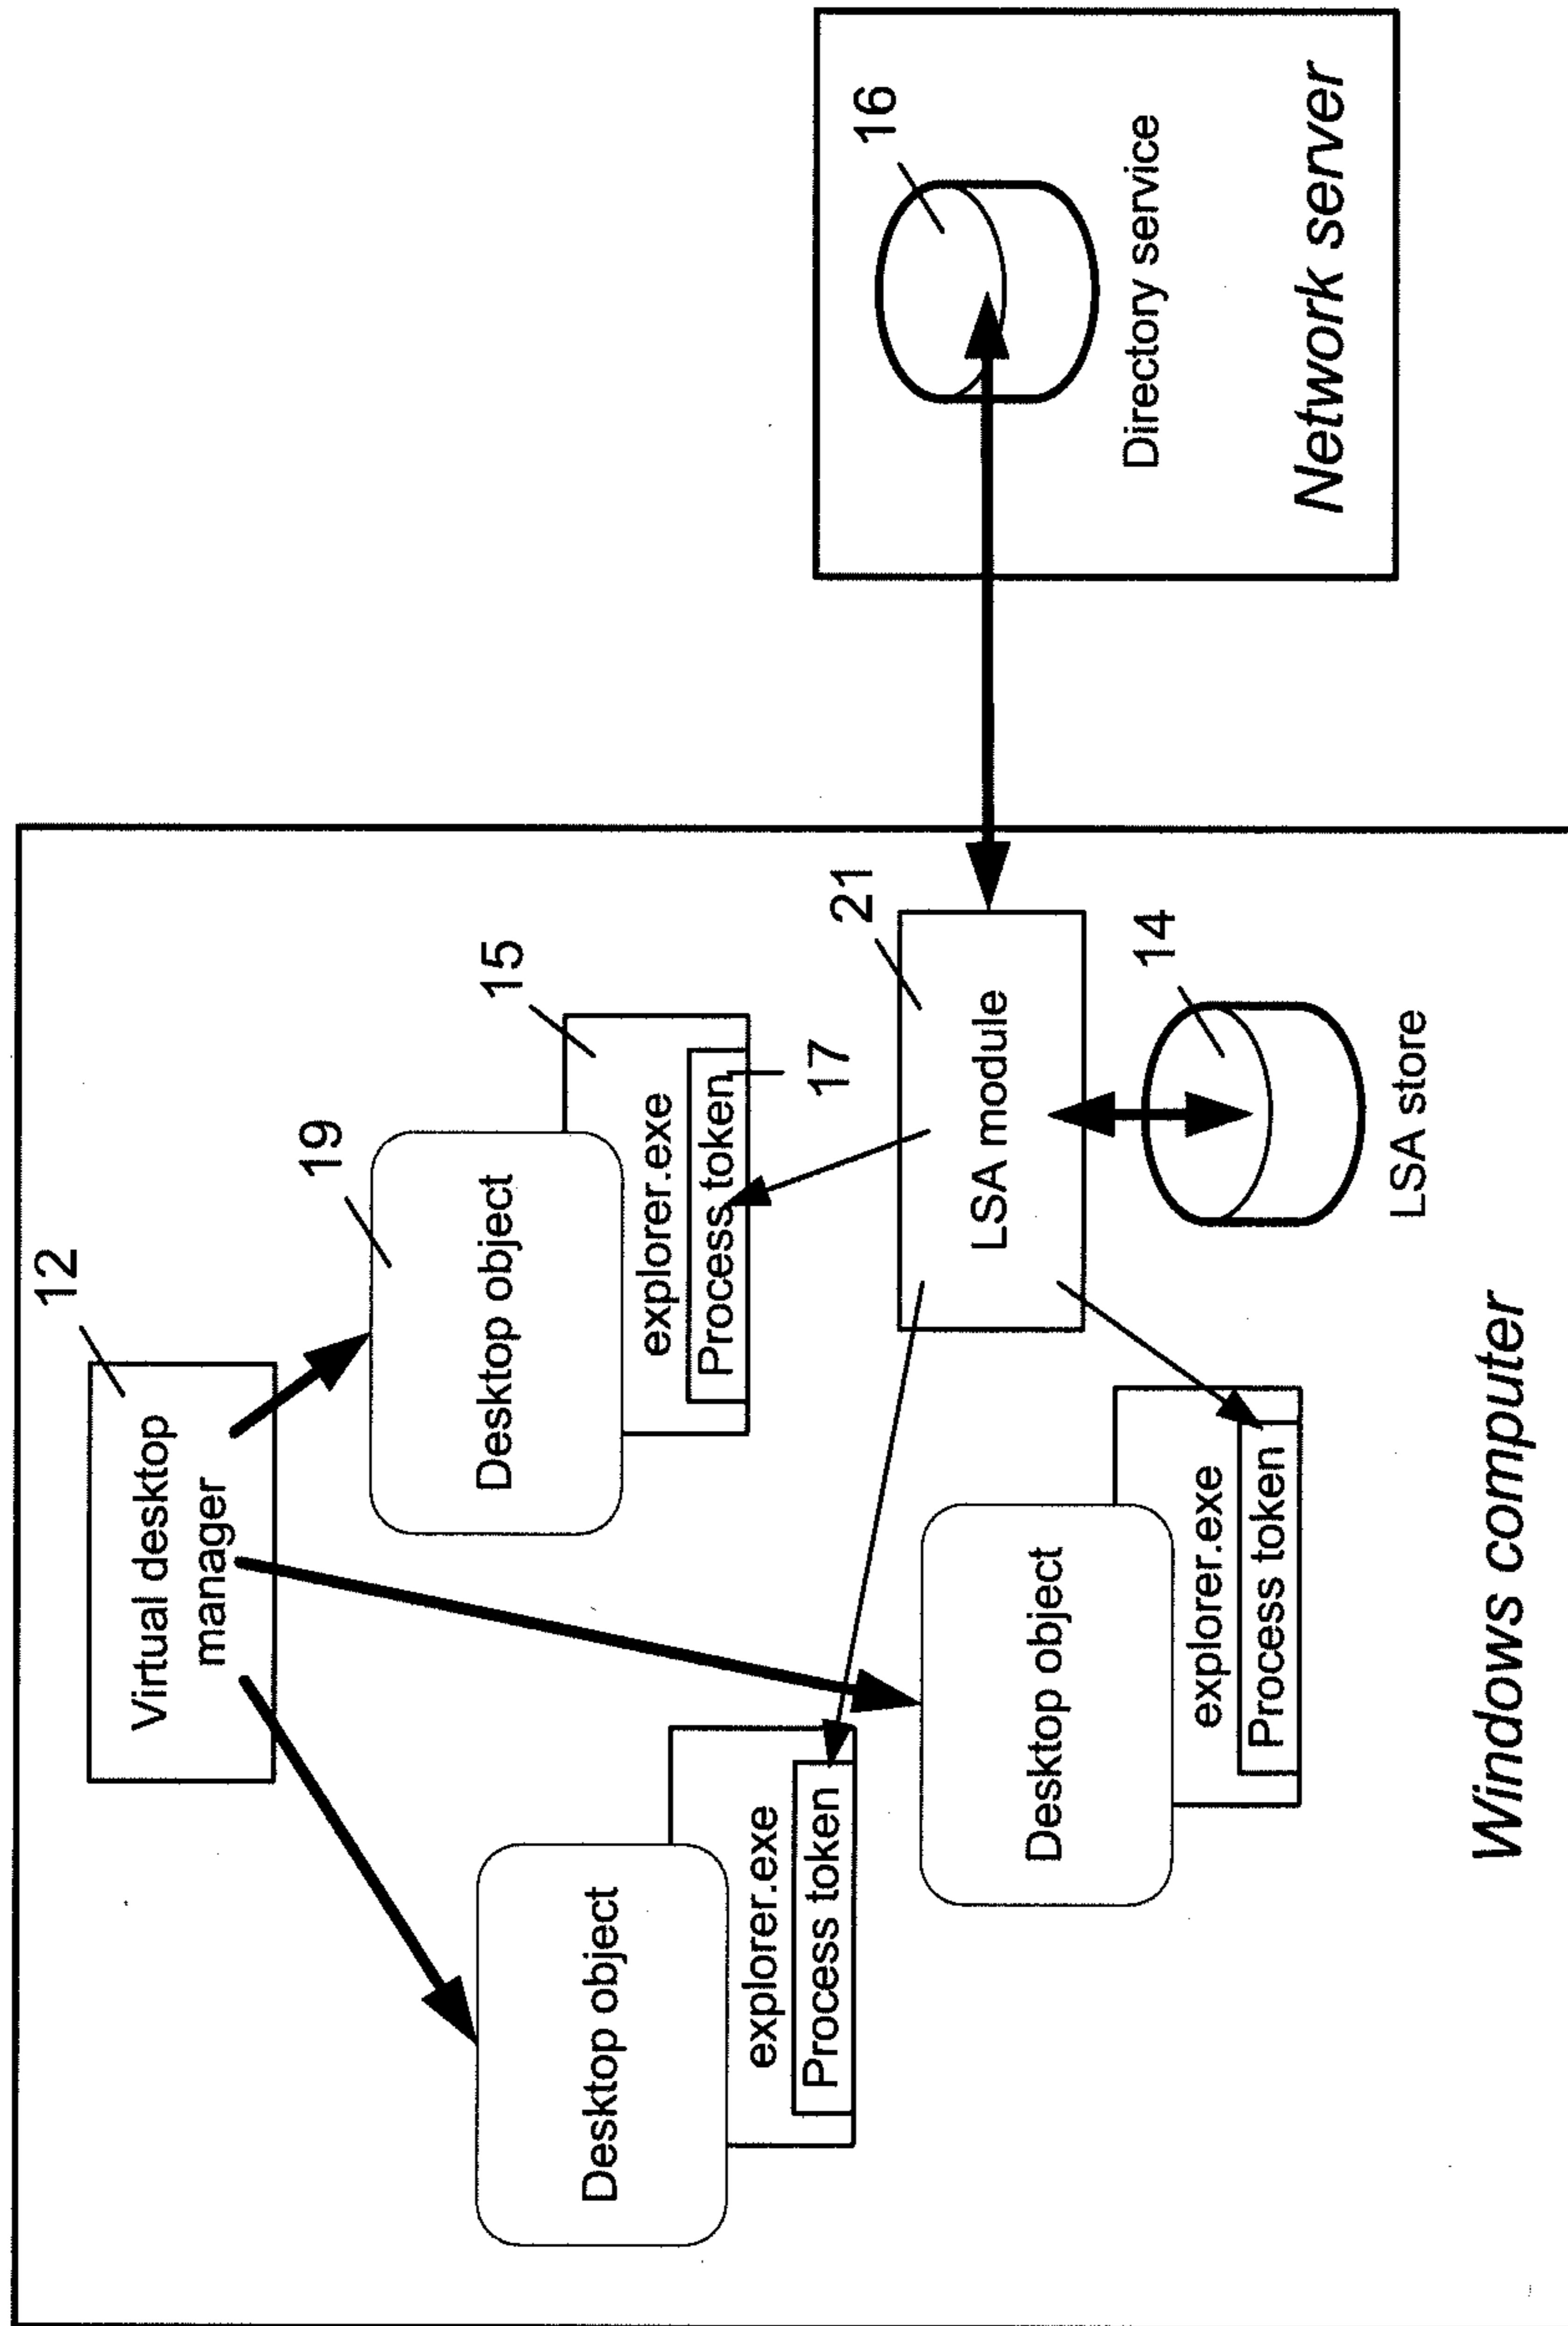 12
Virtual desktop
manager
19
Desktop object
15
explorer.exe
Process token
17
Desktop object
explorer.exe
Process token
Desktop object
explorer.exe
Process token
21
LSA module
14
LSA store
Windows computer
16
Directory service
Network server